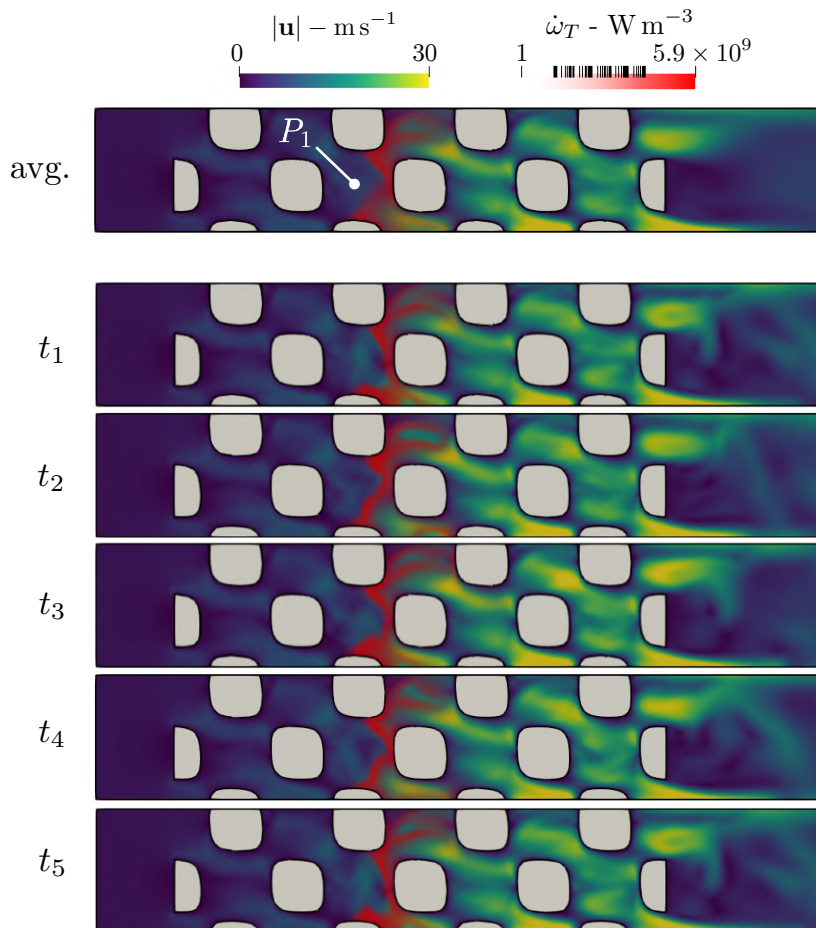 |u| – m s⁻¹
ω̇_T - W m⁻³
0 30
1 5.9 × 10⁹
avg.
P₁
t₁
t₂
t₃
t₄
t₅